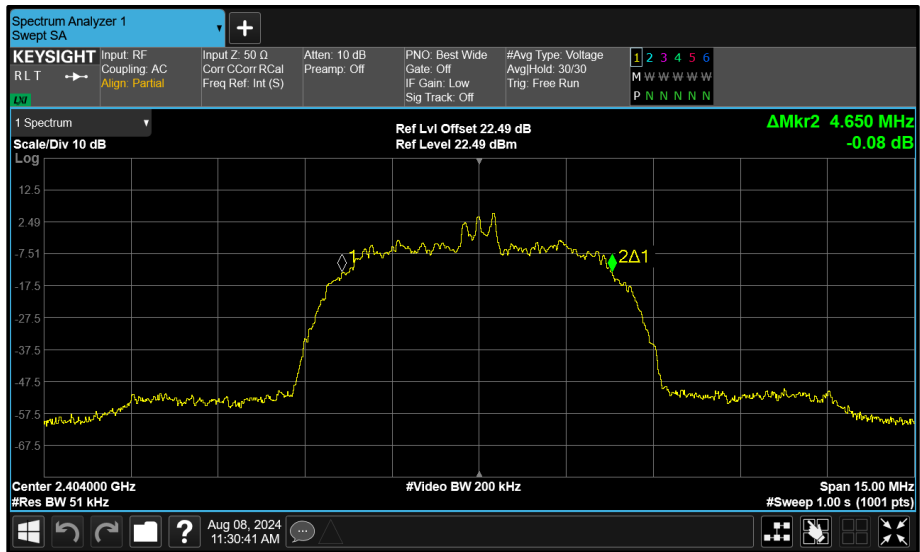 Spectrum Analyzer 1
Swept SA
KEYSIGHT
R L T
LXI
Input: RF
Coupling: AC
Align: Partial
Input Z: 50 Ω
Corr CCorr RCal
Freq Ref: Int (S)
Atten: 10 dB
Preamp: Off
PNO: Best Wide
Gate: Off
IF Gain: Low
Sig Track: Off
#Avg Type: Voltage
Avg|Hold: 30/30
Trig: Free Run
1 2 3 4 5 6
M W W W W W
P N N N N N
1 Spectrum
Scale/Div 10 dB
Ref Lvl Offset 22.49 dB
Ref Level 22.49 dBm
ΔMkr2 4.650 MHz
-0.08 dB
Log
12.5
2.49
-7.51
-17.5
-27.5
-37.5
-47.5
-57.5
-67.5
1
2Δ1
Center 2.404000 GHz
#Video BW 200 kHz
Span 15.00 MHz
#Res BW 51 kHz
#Sweep 1.00 s (1001 pts)
?
Aug 08, 2024
11:30:41 AM